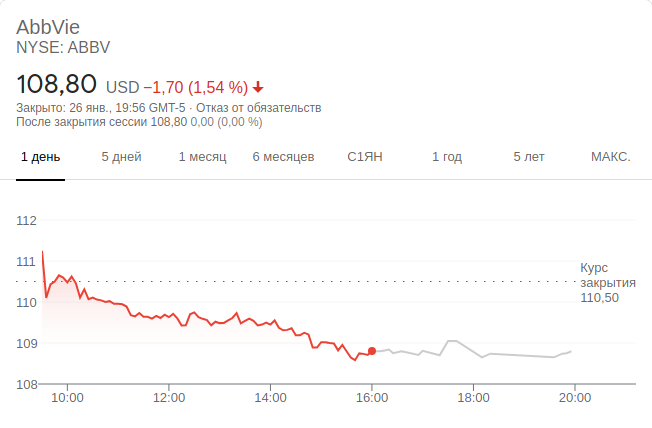 AbbVie
NYSE: ABBV
108,80 USD −1,70 (1,54 %)
Закрыто: 26 янв., 19:56 GMT-5 · Отказ от обязательств
После закрытия сессии 108,80 0,00 (0,00 %)
1 день 5 дней 1 месяц 6 месяцев С1ЯН 1 год 5 лет МАКС.
112
111
Курс
закрытия
110,50
110
109
108
10:00 12:00 14:00 16:00 18:00 20:00